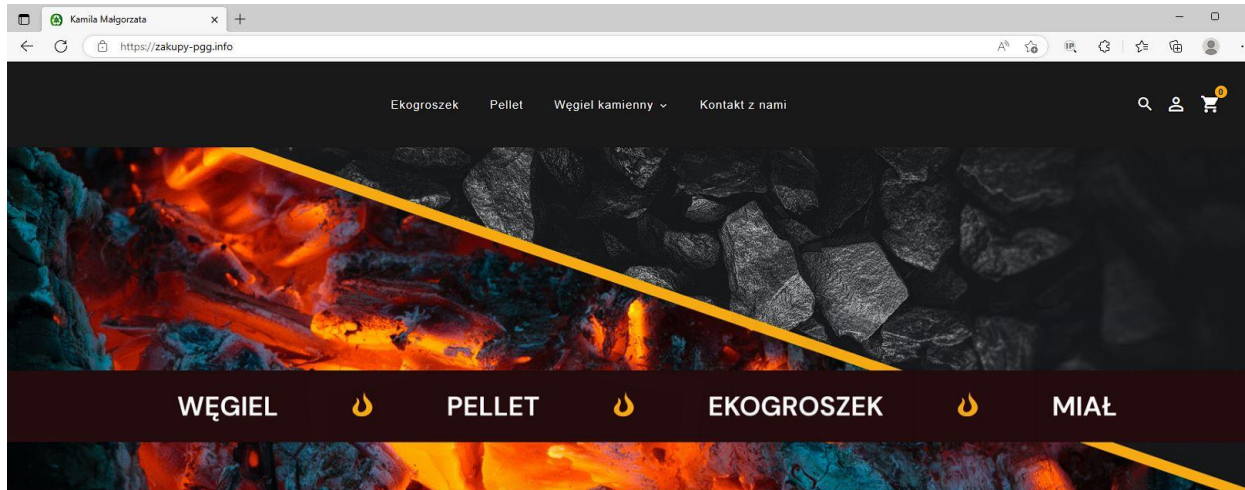 Kamila Małgorzata
https://zakupy-pgg.info
Ekogroszek Pellet Węgiel kamienny Kontakt z nami
0
WĘGIEL PELLET EKOGROSZEK MIAŁ